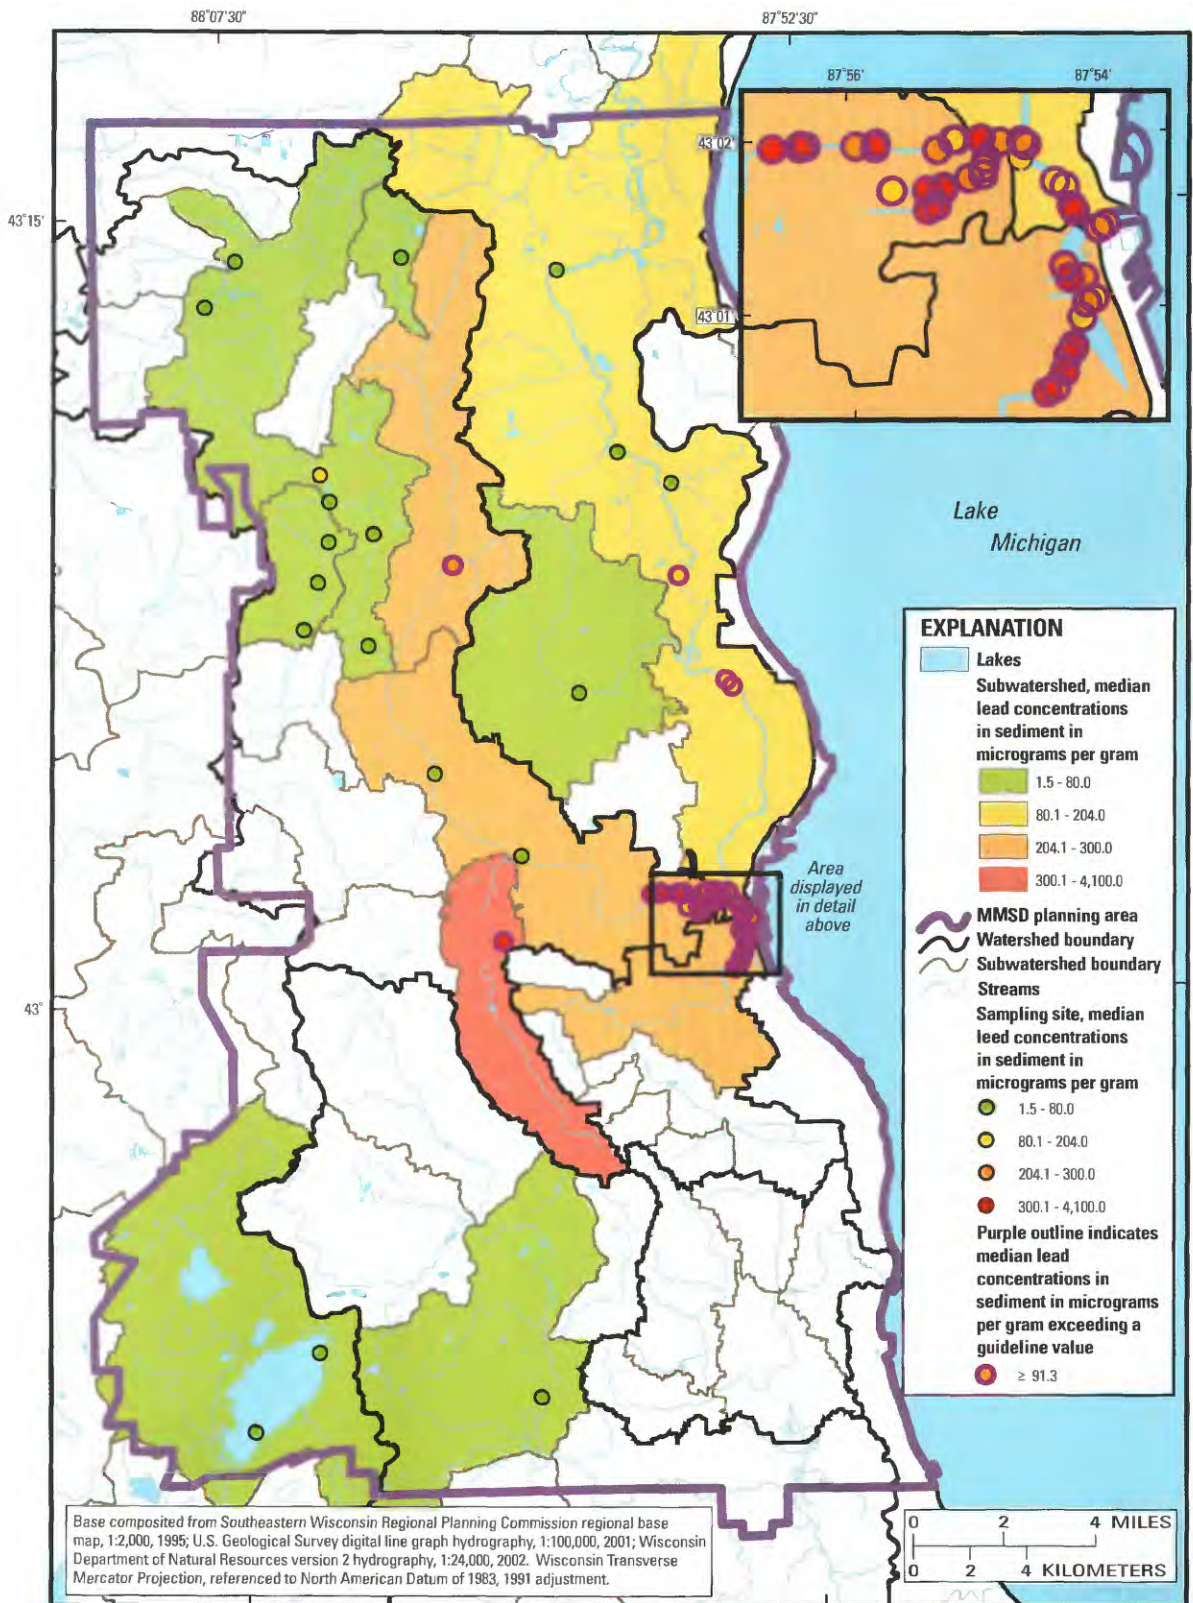 88°07'30"
87°52'30"
87°56'
87°54'
43°02'
43°15'
43°01'
Lake
Michigan
EXPLANATION
Lakes
Subwatershed, median
lead concentrations
in sediment in
micrograms per gram
1.5 - 80.0
80.1 - 204.0
204.1 - 300.0
300.1 - 4,100.0
Area
displayed
in detail
above
MMSD planning area
Watershed boundary
Subwatershed boundary
Streams
43°
Sampling site, median
leed concentrations
in sediment in
micrograms per gram
1.5 - 80.0
80.1 - 204.0
204.1 - 300.0
300.1 - 4,100.0
Purple outline indicates
median lead
concentrations in
sediment in micrograms
per gram exceeding a
guideline value
≥ 91.3
Base composited from Southeastern Wisconsin Regional Planning Commission regional base
map, 1:2,000, 1995; U.S. Geological Survey digital line graph hydrography, 1:100,000, 2001; Wisconsin
Department of Natural Resources version 2 hydrography, 1:24,000, 2002. Wisconsin Transverse
Mercator Projection, referenced to North American Datum of 1983, 1991 adjustment.
0 2 4 MILES
0 2 4 KILOMETERS